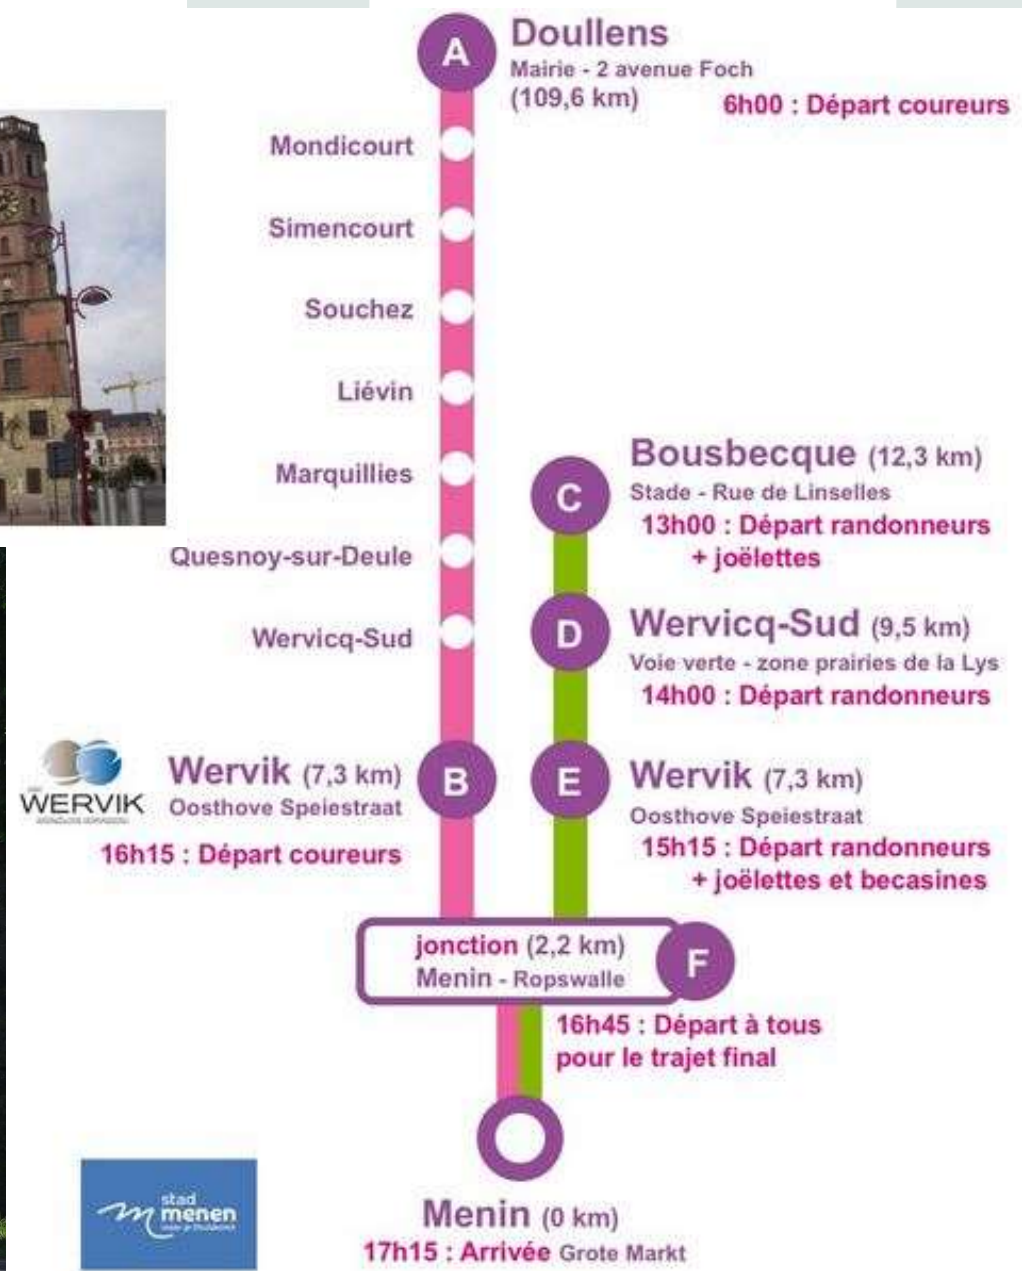 A
Doullens
Mairie - 2 avenue Foch
(109,6 km)
6h00 : Départ coureurs
Mondicourt
Simencourt
Souchez
Liévin
Marquillies
Quesnoy-sur-Deule
Wervicq-Sud
C
Bousbecque (12,3 km)
Stade - Rue de Linselles
13h00 : Départ randonneurs
+ joëlettes
D
Wervicq-Sud (9,5 km)
Voie verte - zone prairies de la Lys
14h00 : Départ randonneurs
WERVIK
Wervik (7,3 km)
Oosthove Speiestraat
16h15 : Départ coureurs
B
E
Wervik (7,3 km)
Oosthove Speiestraat
15h15 : Départ randonneurs
+ joëlettes et becasines
jonction (2,2 km)
Menin - Ropswalle
F
16h45 : Départ à tous
pour le trajet final
stad
menen
Menin (0 km)
17h15 : Arrivée Grote Markt